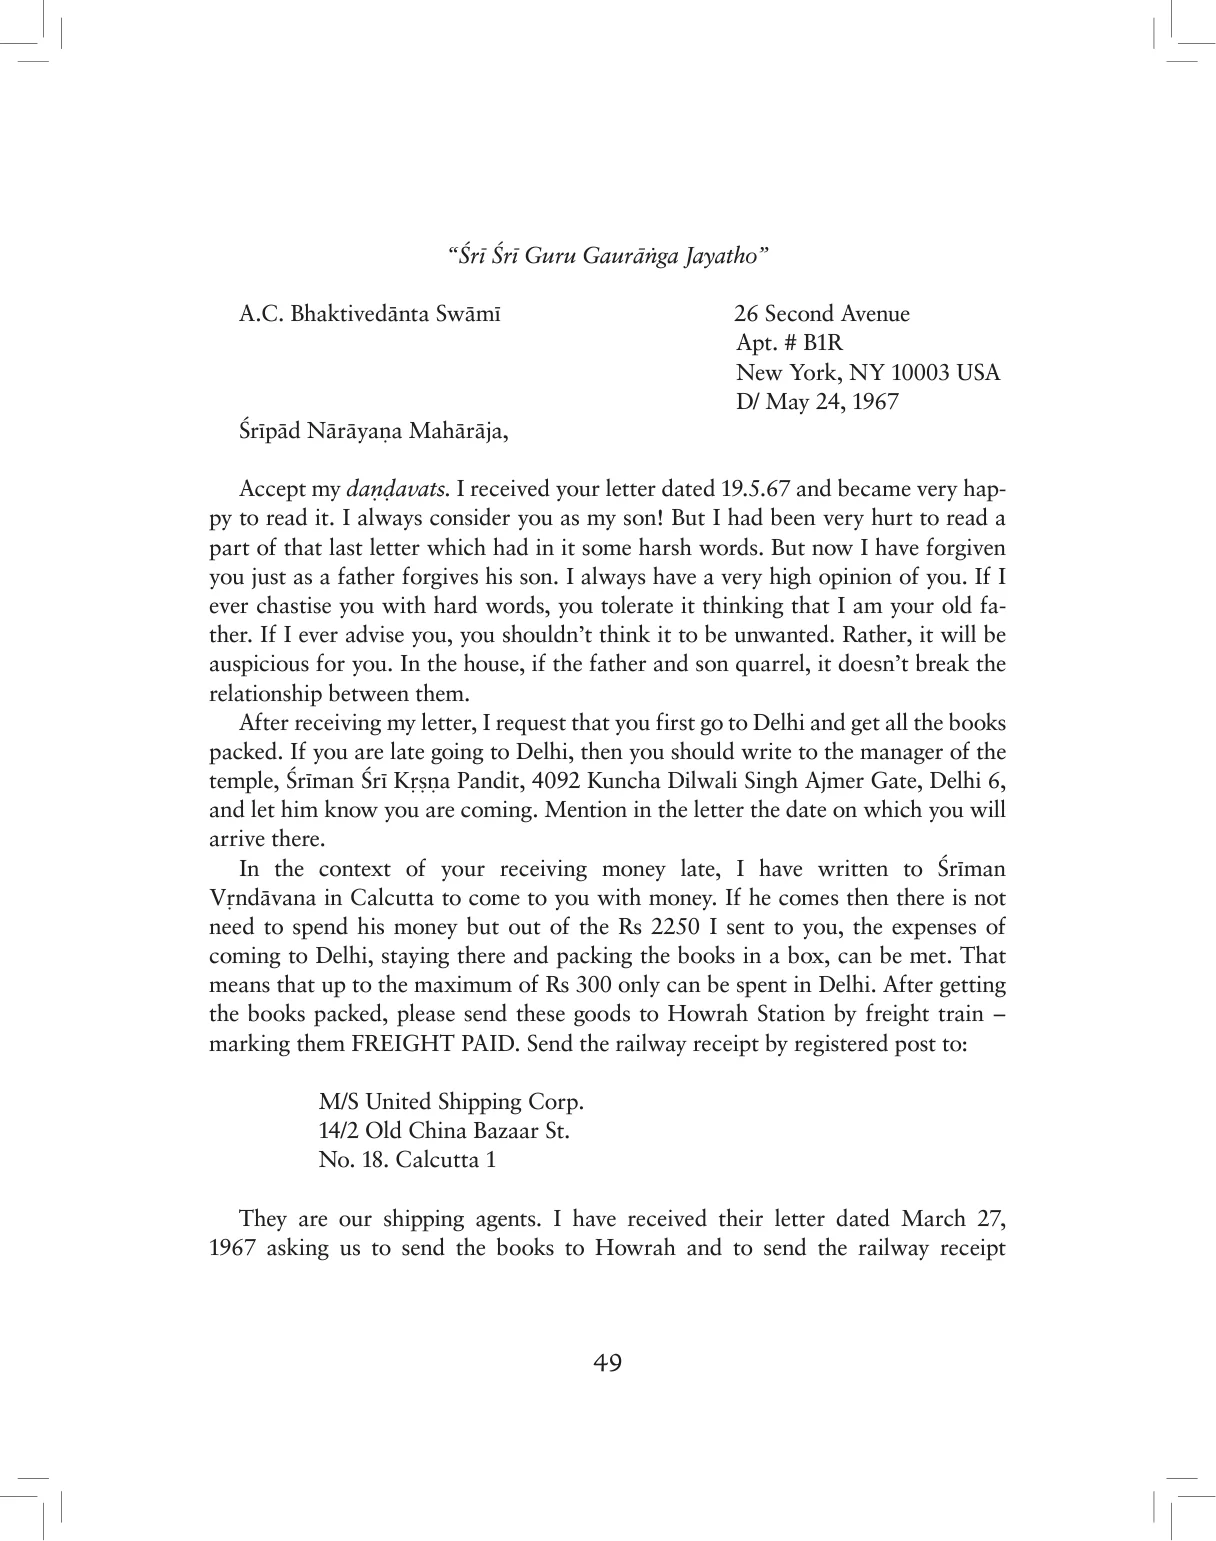 “Śrī Śrī Guru Gaurāṅga Jayatho”
A.C. Bhaktivedānta Swāmī
26 Second Avenue
Apt. # B1R
New York, NY 10003 USA
D/ May 24, 1967
Śrīpād Nārāyaṇa Mahārāja,
Accept my daṇḍavats. I received your letter dated 19.5.67 and became very hap-
py to read it. I always consider you as my son! But I had been very hurt to read a
part of that last letter which had in it some harsh words. But now I have forgiven
you just as a father forgives his son. I always have a very high opinion of you. If I
ever chastise you with hard words, you tolerate it thinking that I am your old fa-
ther. If I ever advise you, you shouldn’t think it to be unwanted. Rather, it will be
auspicious for you. In the house, if the father and son quarrel, it doesn’t break the
relationship between them.
After receiving my letter, I request that you first go to Delhi and get all the books
packed. If you are late going to Delhi, then you should write to the manager of the
temple, Śrīman Śrī Kṛṣṇa Pandit, 4092 Kuncha Dilwali Singh Ajmer Gate, Delhi 6,
and let him know you are coming. Mention in the letter the date on which you will
arrive there.
In the context of your receiving money late, I have written to Śrīman
Vṛndāvana in Calcutta to come to you with money. If he comes then there is not
need to spend his money but out of the Rs 2250 I sent to you, the expenses of
coming to Delhi, staying there and packing the books in a box, can be met. That
means that up to the maximum of Rs 300 only can be spent in Delhi. After getting
the books packed, please send these goods to Howrah Station by freight train –
marking them FREIGHT PAID. Send the railway receipt by registered post to:
M/S United Shipping Corp.
14/2 Old China Bazaar St.
No. 18. Calcutta 1
They are our shipping agents. I have received their letter dated March 27,
1967 asking us to send the books to Howrah and to send the railway receipt
49